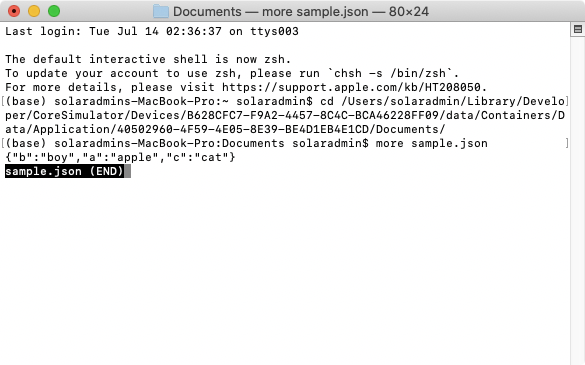 Documents — more sample.json — 80×24
Last login: Tue Jul 14 02:36:37 on ttys003
The default interactive shell is now zsh.
To update your account to use zsh, please run `chsh -s /bin/zsh`.
For more details, please visit https://support.apple.com/kb/HT208050.
[(base) solaradmins-MacBook-Pro:~ solaradmin$ cd /Users/solaradmin/Library/Develo]
per/CoreSimulator/Devices/B628CFC7-F9A2-4457-8C4C-BCA46228FF09/data/Containers/D
ata/Application/40502960-4F59-4E05-8E39-BE4D1EB4E1CD/Documents/
[(base) solaradmins-MacBook-Pro:Documents solaradmin$ more sample.json ]
{"b":"boy","a":"apple","c":"cat"}
sample.json (END)